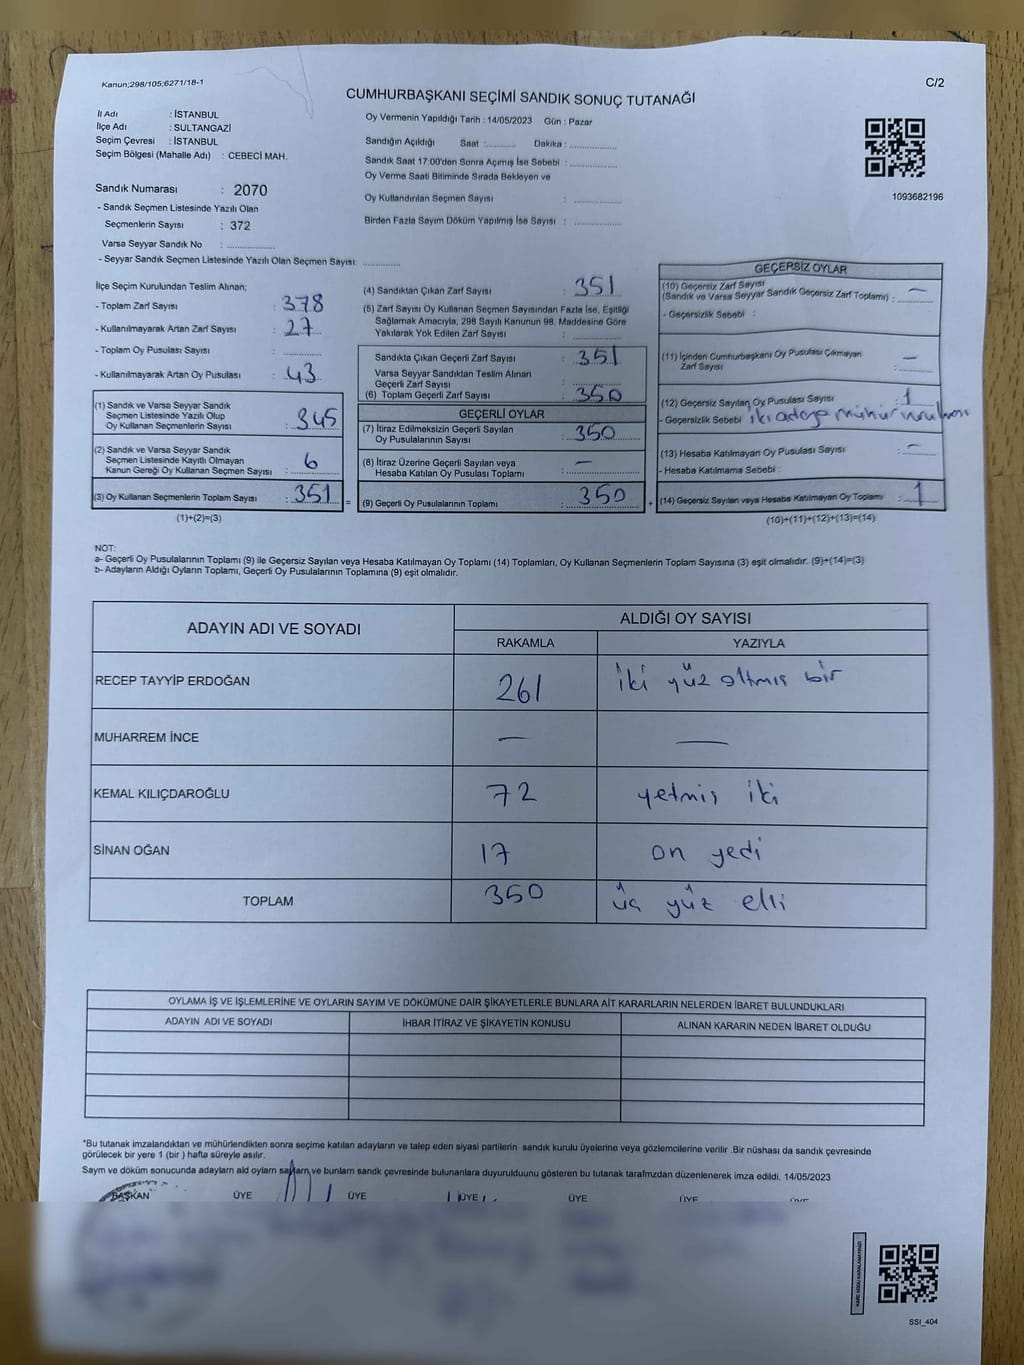 Kanun;298/105;6271/18-1
C/2
CUMHURBAŞKANI SEÇİMİ SANDIK SONUÇ TUTANAĞI
İl Adı : İSTANBUL
İlçe Adı : SULTANGAZİ
Seçim Çevresi : İSTANBUL
Seçim Bölgesi (Mahalle Adı) : CEBECİ MAH.
Sandık Numarası : 2070
- Sandık Seçmen Listesinde Yazılı Olan
Seçmenlerin Sayısı : 372
Varsa Seyyar Sandık No : ..............
- Seyyar Sandık Seçmen Listesinde Yazılı Olan Seçmen Sayısı: ............
Oy Vermenin Yapıldığı Tarih : 14/05/2023 Gün : Pazar
Sandığın Açıldığı Saat :.......... Dakika : ..............
Sandık Saat 17:00'den Sonra Açımış İse Sebebi : ..............
Oy Verme Saati Bitiminde Sırada Bekleyen ve
Oy Kullandırılan Seçmen Sayısı : ..............
Birden Fazla Sayım Döküm Yapılmış İse Sayısı : ..............
1093682196
İlçe Seçim Kurulundan Teslim Alınan;
- Toplam Zarf Sayısı : 378
- Kullanılmayarak Artan Zarf Sayısı : 27
- Toplam Oy Pusulası Sayısı : ............
- Kullanılmayarak Artan Oy Pusulası : 43
(1) Sandık ve Varsa Seyyar Sandık
Seçmen Listesinde Yazılı Olup
Oy Kullanan Seçmenlerin Sayısı : 345
(2) Sandık ve Varsa Seyyar Sandık
Seçmen Listesinde Kayıtlı Olmayan
Kanun Gereği Oy Kullanan Seçmen Sayısı : 6
(3) Oy Kullanan Seçmenlerin Toplam Sayısı : 351 =
(1)+(2)=(3)
(4) Sandıktan Çıkan Zarf Sayısı : 351
(5) Zarf Sayısı Oy Kullanan Seçmen Sayısından Fazla İse, Eşitliği
Sağlamak Amacıyla; 298 Sayılı Kanunun 98. Maddesine Göre
Yakılarak Yok Edilen Zarf Sayısı : ............
Sandıkta Çıkan Geçerli Zarf Sayısı : 351
Varsa Seyyar Sandıktan Teslim Alınan
Geçerli Zarf Sayısı : ............
(6) Toplam Geçerli Zarf Sayısı : 350
GEÇERLİ OYLAR
(7) İtiraz Edilmeksizin Geçerli Sayılan
Oy Pusulalarının Sayısı : 350
(8) İtiraz Üzerine Geçerli Sayılan veya
Hesaba Katılan Oy Pusulası Toplamı : —
(9) Geçerli Oy Pusulalarının Toplamı : 350 +
GEÇERSİZ OYLAR
(10) Geçersiz Zarf Sayısı
(Sandık ve Varsa Seyyar Sandık Geçersiz Zarf Toplamı) : —
- Geçersizlik Sebebi :
(11) İçinden Cumhurbaşkanı Oy Pusulası Çıkmayan
Zarf Sayısı : —
(12) Geçersiz Sayılan Oy Pusulası Sayısı : 1
- Geçersizlik Sebebi : iki adaya mühür vurulması
(13) Hesaba Katılmayan Oy Pusulası Sayısı : —
- Hesaba Katılmama Sebebi :
(14) Geçersiz Sayılan veya Hesaba Katılmayan Oy Toplamı : 1
(10)+(11)+(12)+(13)=(14)
NOT:
a- Geçerli Oy Pusulalarının Toplamı (9) ile Geçersiz Sayılan veya Hesaba Katılmayan Oy Toplamı (14) Toplamları, Oy Kullanan Seçmenlerin Toplam Sayısına (3) eşit olmalıdır. (9)+(14)=(3)
b- Adayların Aldığı Oyların Toplamı, Geçerli Oy Pusulalarının Toplamına (9) eşit olmalıdır.
ADAYIN ADI VE SOYADI
ALDIĞI OY SAYISI
RAKAMLA YAZIYLA
RECEP TAYYİP ERDOĞAN 261 iki yüz altmış bir
MUHARREM İNCE — —
KEMAL KILIÇDAROĞLU 72 yetmiş iki
SİNAN OĞAN 17 on yedi
TOPLAM 350 üç yüz elli
OYLAMA İŞ VE İŞLEMLERİNE VE OYLARIN SAYIM VE DÖKÜMÜNE DAİR ŞİKAYETLERLE BUNLARA AİT KARARLARIN NELERDEN İBARET BULUNDUKLARI
ADAYIN ADI VE SOYADI İHBAR İTİRAZ VE ŞİKAYETİN KONUSU ALINAN KARARIN NEDEN İBARET OLDUĞU
*Bu tutanak imzalandıktan ve mühürlendikten sonra seçime katılan adayların ve talep eden siyasi partilerin sandık kurulu üyelerine veya gözlemcilerine verilir .Bir nüshası da sandık çevresinde
görülecek bir yere 1 (bir ) hafta süreyle asılır.
Sayım ve döküm sonucunda adayların ald oyların sayların ve bunların sandık çevresinde bulunanlara duyurulduunu gösteren bu tutanak tarafmzdan düzenlenerek imza edildi. 14/05/2023
BAŞKAN ÜYE ÜYE ÜYE ÜYE ÜYE
SSI_404